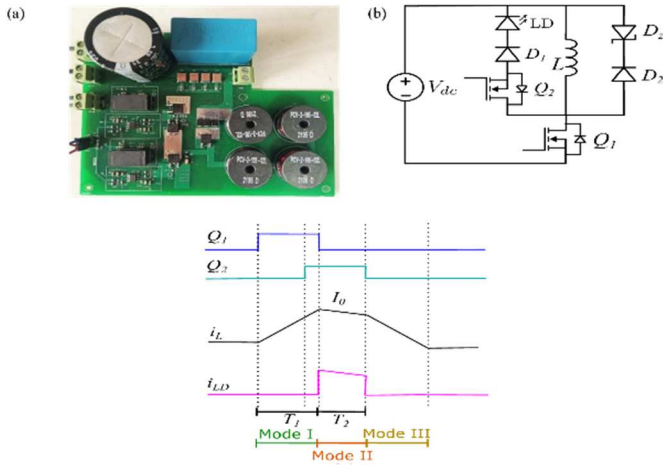 (a)
(b)
LD
D1
Q2
L
D2
D2
Vdc
Q1
Q1
Q2
I0
iL
iLD
T1 T2
Mode I Mode III
Mode II